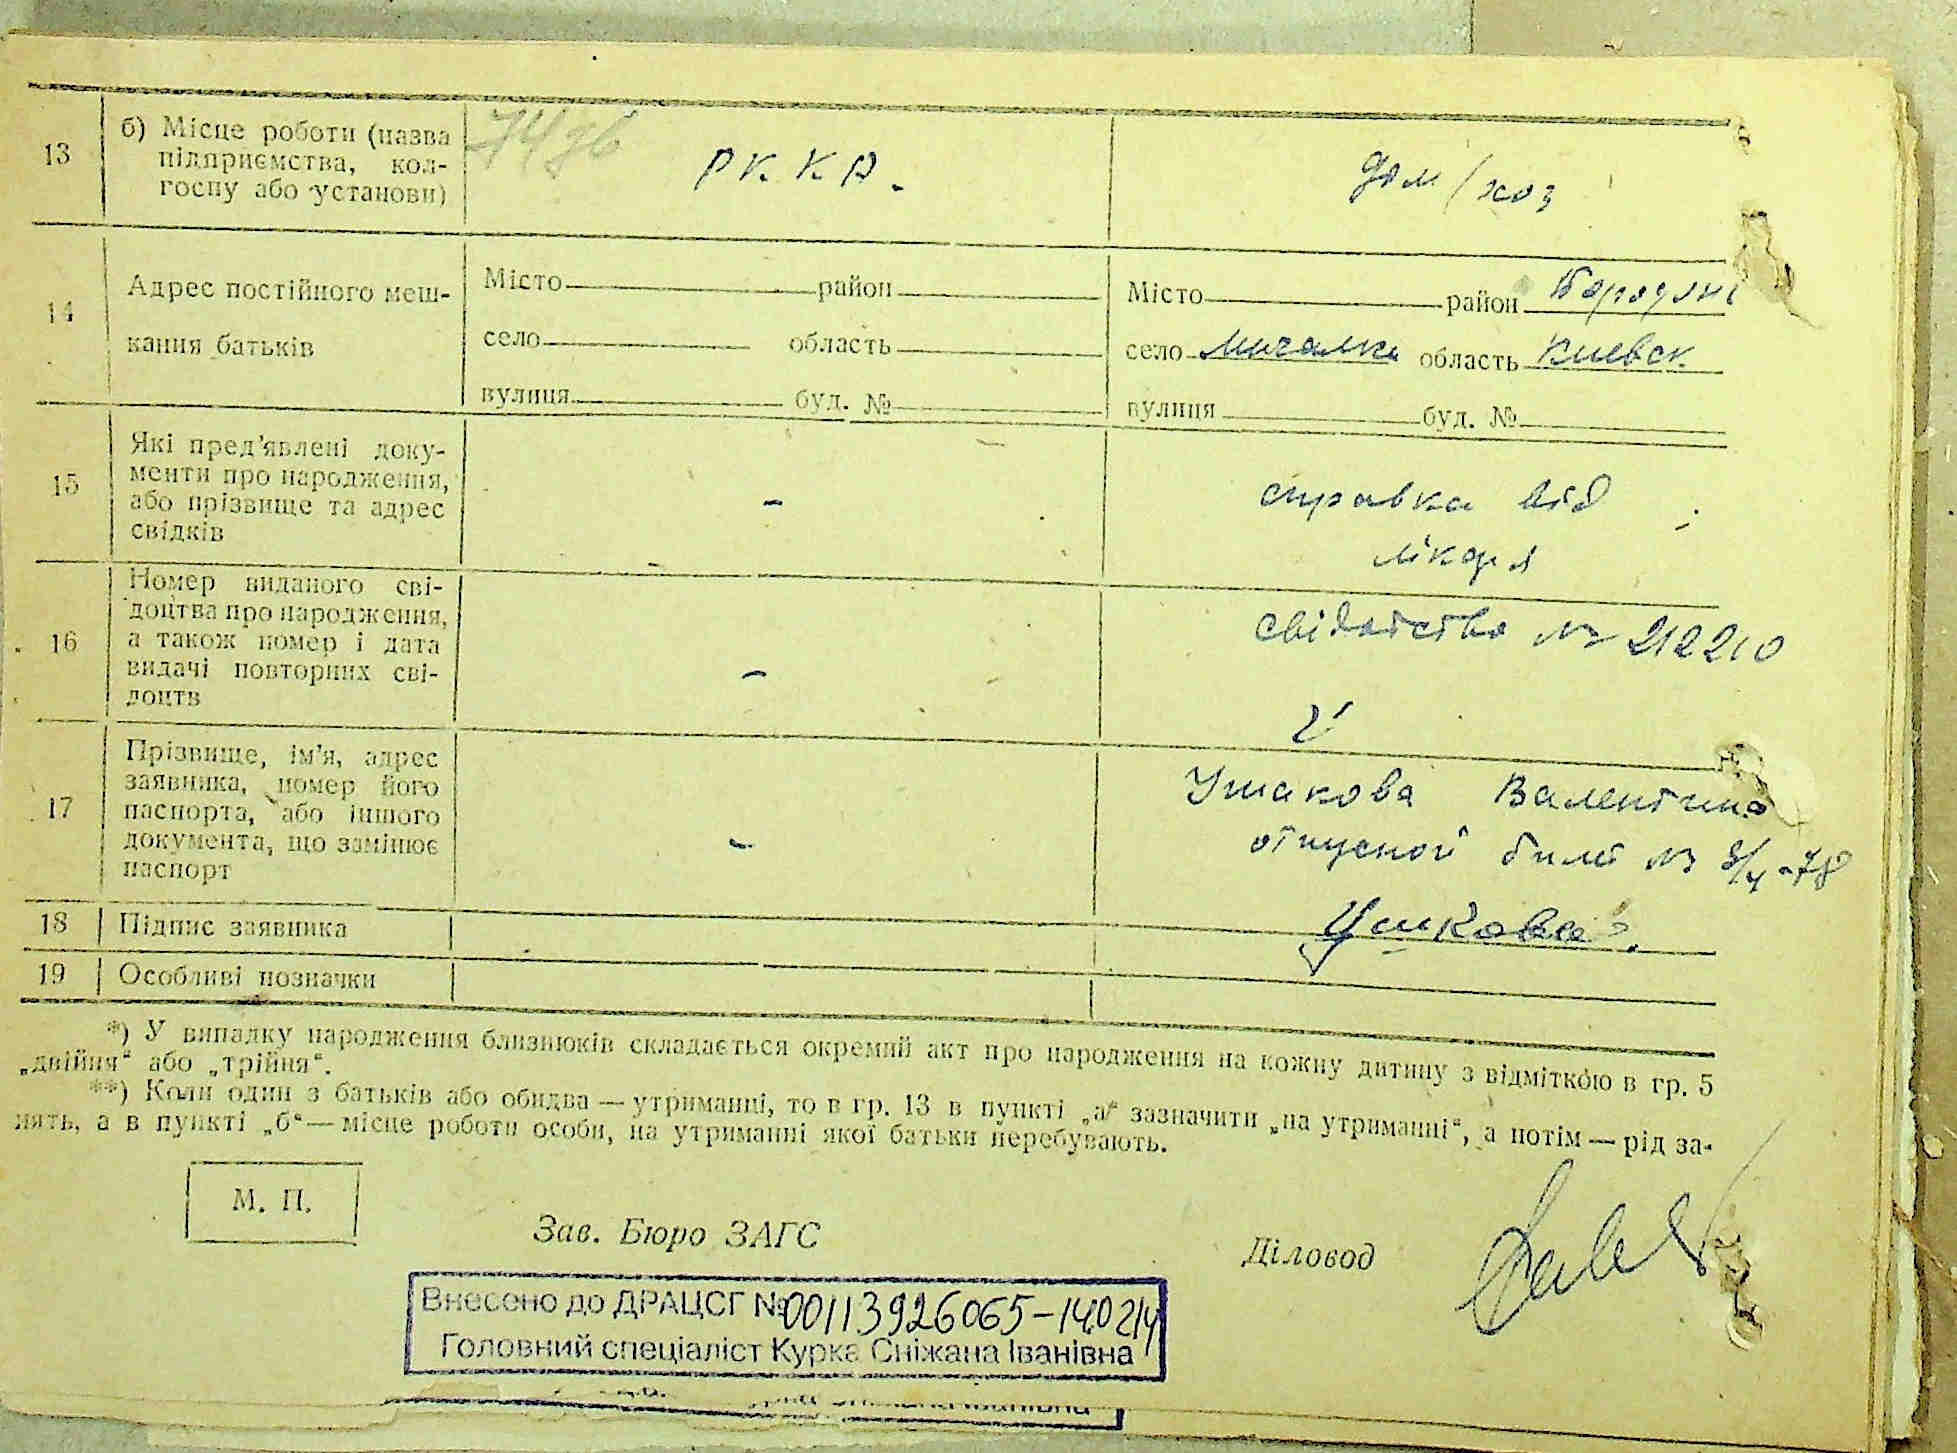 13
б) Місце роботи (назва
підприємства, кол-
госпу або установи)
РККА.
дом/хоз
14
Адрес постійного меш-
кання батьків
Місто район
село область
вулиця буд. №
Місто район Бородянс
село Мигалки область Киевск
вулиця буд. №
15
Які пред'явлені доку-
менти про народження,
або прізвище та адрес
свідків
-
справка від
лікаря
16
Номер виданого сві-
доцтва про народження,
а також номер і дата
видачі повторних сві-
доцтв
-
свідотство № 212210
17
Прізвище, ім'я, адрес
заявника, номер його
паспорта, або іншого
документа, що замінює
паспорт
-
Ушакова Валентина
отпускной билет №
18 Підпис заявника
Ушакова.
19 Особливі позначки
*) У випадку народження близнюків складається окремий акт про народження на кожну дитину з відміткою в гр. 5
„двійня“ або „трійня“.
**) Коли один з батьків або обидва — утриманці, то в гр. 13 в пункті „а“ зазначити „на утриманні“, а потім — рід за-
нять, а в пункті „б“ — місце роботи особи, на утриманні якої батьки перебувають.
М. П.
Зав. Бюро ЗАГС
Діловод
Внесено до ДРАЦСГ №00113926065-140214
Головний спеціаліст Курка Сніжана Іванівна